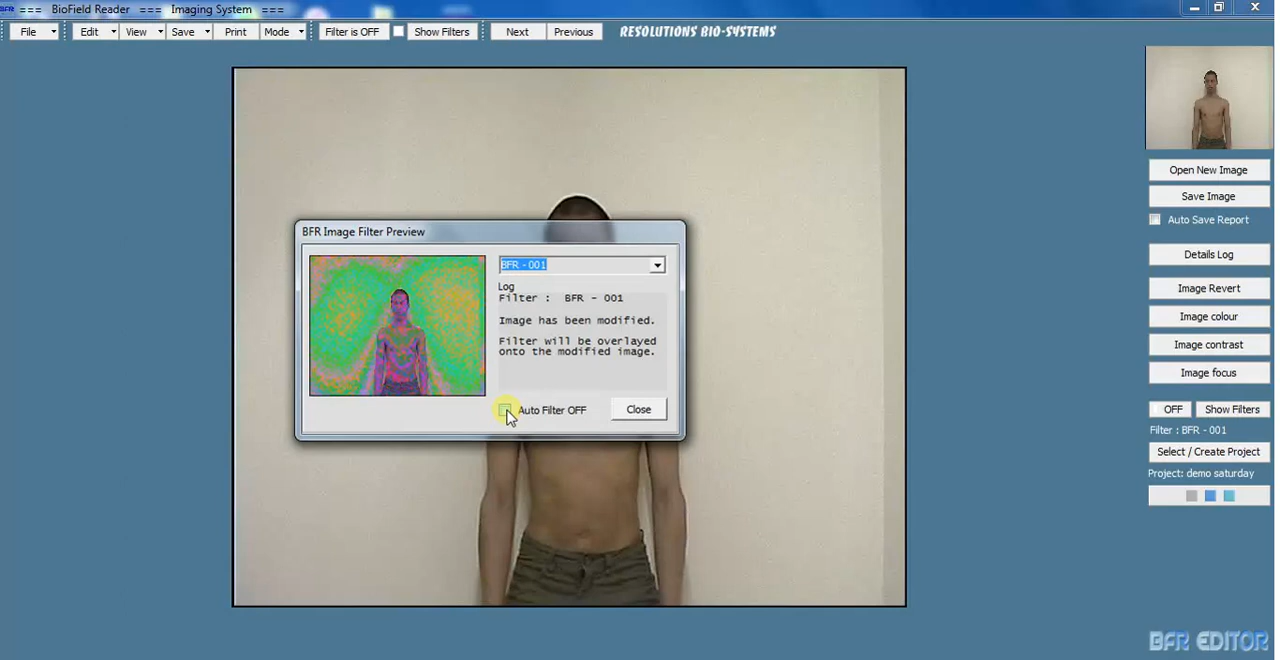 BFR === BioField Reader === Imaging System ===
File Edit View Save Print Mode Filter is OFF Show Filters Next Previous RESOLUTIONS BIO-SYSTEMS
Open New Image
Save Image
Auto Save Report
Details Log
Image Revert
Image colour
Image contrast
Image focus
OFF Show Filters
Filter : BFR - 001
Select / Create Project
Project: demo saturday
BFR EDITOR
BFR Image Filter Preview
BFR - 001
Log
Filter : BFR - 001
Image has been modified.
Filter will be overlayed
onto the modified image.
Auto Filter OFF Close